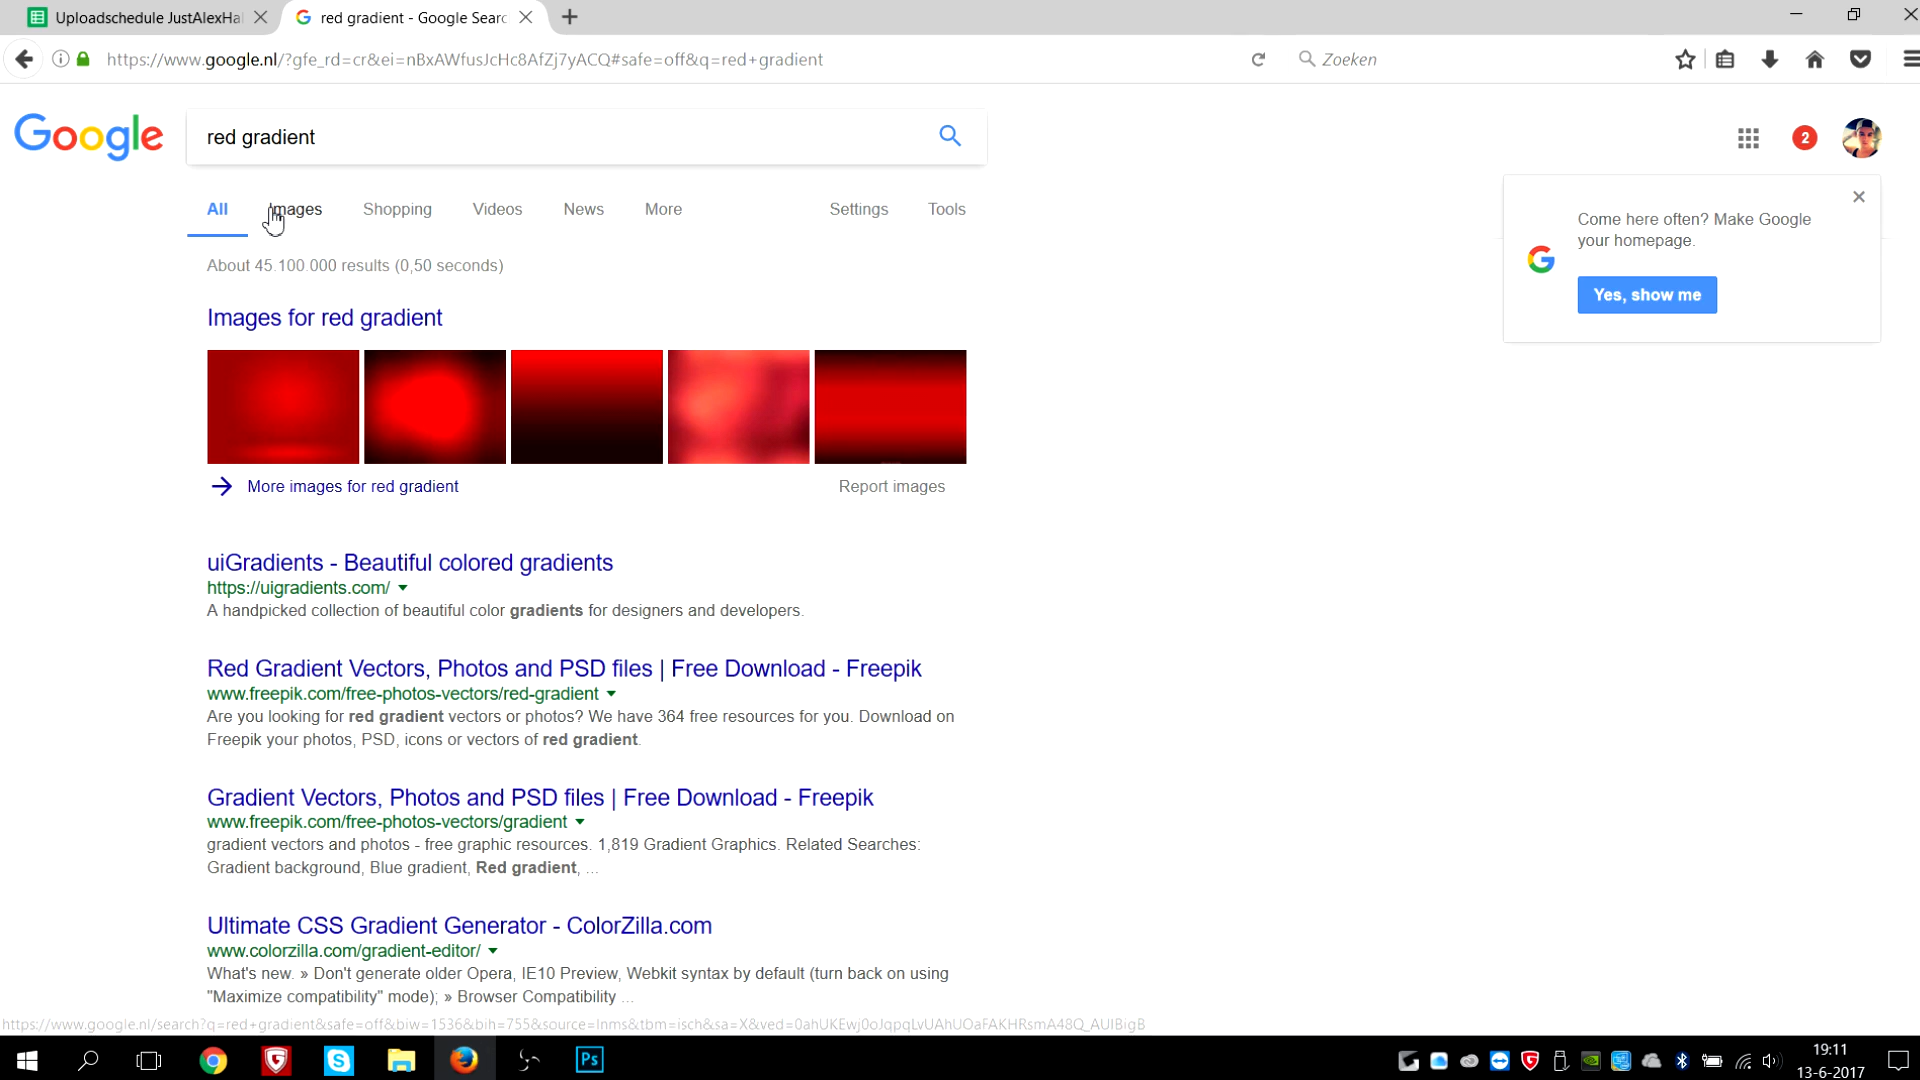 Uploadschedule JustAlexHal
red gradient - Google Searc
https://www.google.nl/?gfe_rd=cr&ei=nBxAWfusJcHc8AfZj7yACQ#safe=off&q=red+gradient
Zoeken
Google
red gradient
2
All
Images
Shopping
Videos
News
More
Settings
Tools
Come here often? Make Google
your homepage.
Yes, show me
About 45.100.000 results (0,50 seconds)
Images for red gradient
More images for red gradient
Report images
uiGradients - Beautiful colored gradients
https://uigradients.com/
A handpicked collection of beautiful color gradients for designers and developers.
Red Gradient Vectors, Photos and PSD files | Free Download - Freepik
www.freepik.com/free-photos-vectors/red-gradient
Are you looking for red gradient vectors or photos? We have 364 free resources for you. Download on
Freepik your photos, PSD, icons or vectors of red gradient.
Gradient Vectors, Photos and PSD files | Free Download - Freepik
www.freepik.com/free-photos-vectors/gradient
gradient vectors and photos - free graphic resources. 1,819 Gradient Graphics. Related Searches:
Gradient background, Blue gradient, Red gradient, ...
Ultimate CSS Gradient Generator - ColorZilla.com
www.colorzilla.com/gradient-editor/
What's new. » Don't generate older Opera, IE10 Preview, Webkit syntax by default (turn back on using
"Maximize compatibility" mode); » Browser Compatibility ...
https://www.google.nl/search?q=red+gradient&safe=off&biw=1536&bih=755&source=lnms&tbm=isch&sa=X&ved=0ahUKEwj0oJqpqLvUAhUOaFAKHRsmA48Q_AUIBigB
Ps
19:11
13-6-2017